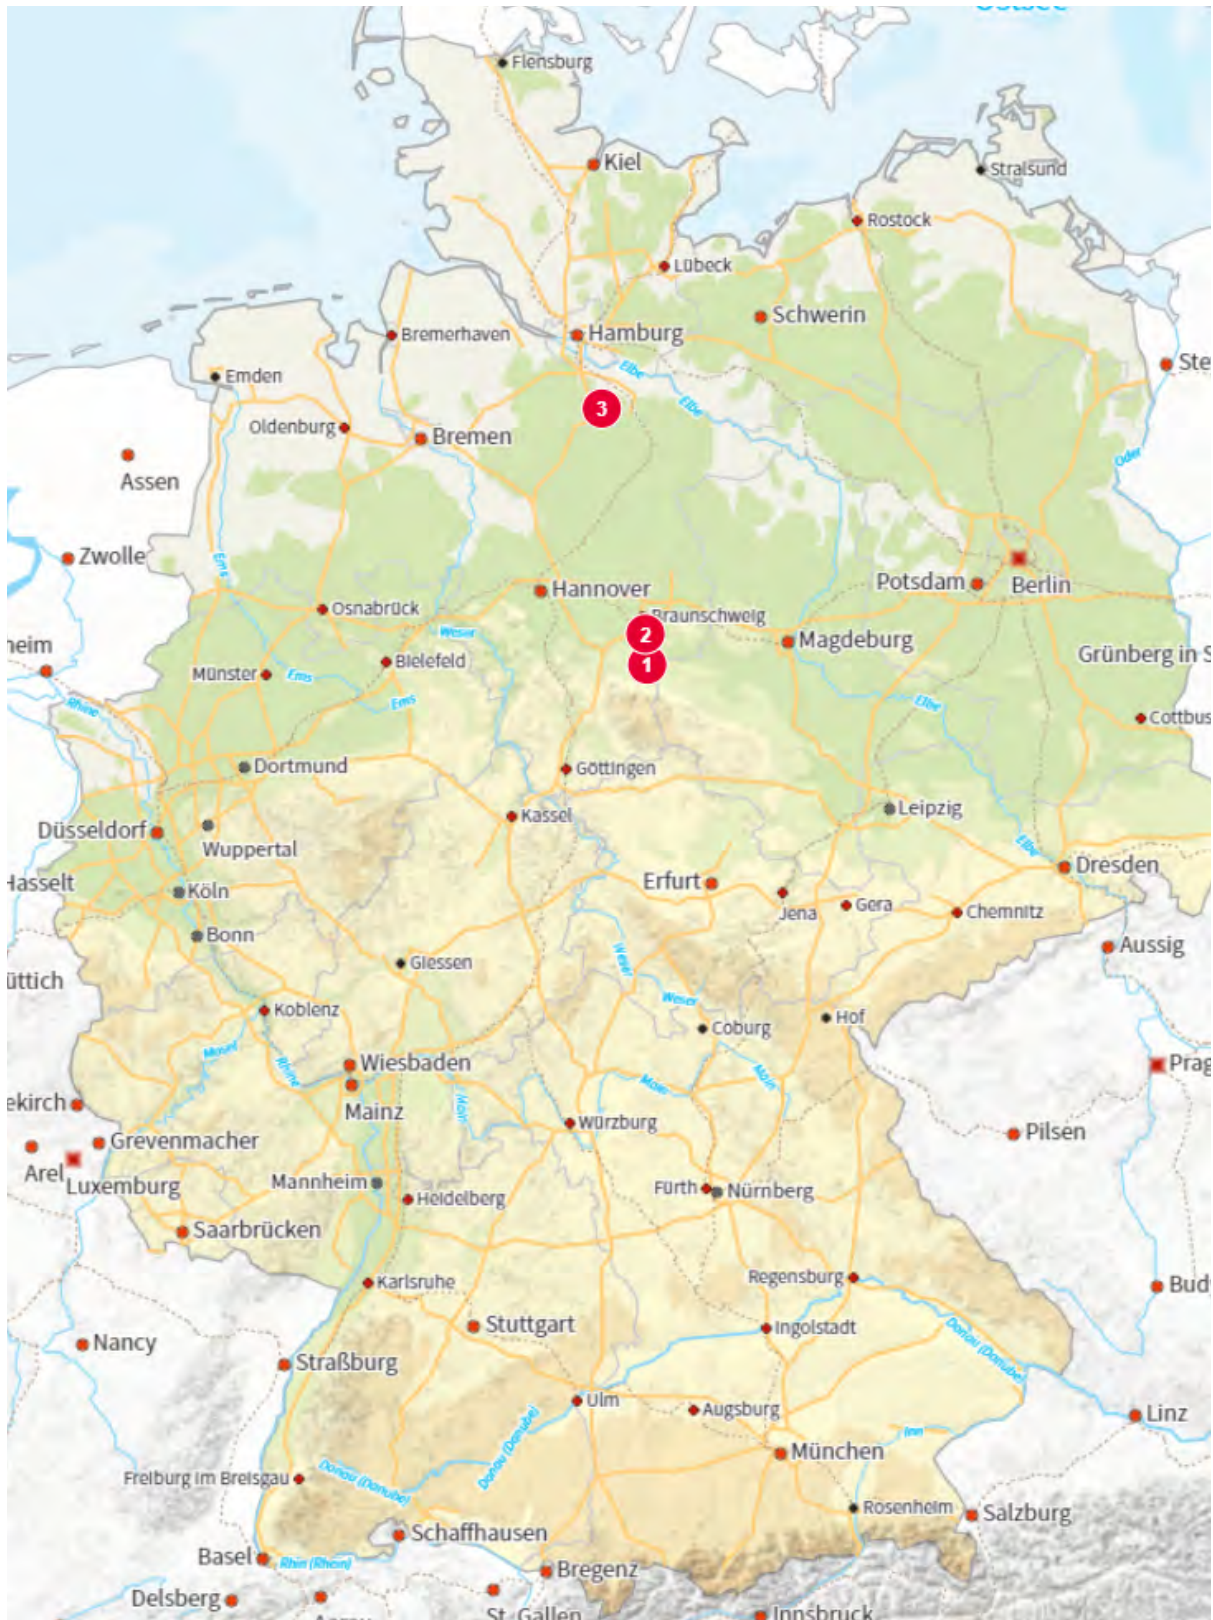 Ostsee
Flensburg
Kiel
Stralsund
Rostock
Lübeck
Schwerin
Hamburg
Bremerhaven
Elbe
Emden
Elbe
3
Oldenburg
Bremen
Assen
Oder
Zwolle
Ems
Hannover
Potsdam
Berlin
Osnabrück
Braunschweig
Weser
2
Magdeburg
heim
Bielefeld
1
Grünberg in S
Münster
Ems
Ems
Elbe
Rhine
Cottbus
Ste
Dortmund
Göttingen
Leipzig
Kassel
Düsseldorf
Wuppertal
Elbe
Dresden
Hasselt
Köln
Erfurt
Jena
Gera
Chemnitz
Bonn
Aussig
Giessen
Weser
üttich
Weser
Koblenz
Coburg
Hof
Mosel
Rhine
Wiesbaden
Prag
Main
Main
Maier
Mainz
ekirch
Würzburg
Grevenmacher
Pilsen
Arel
Luxemburg
Mannheim
Fürth
Nürnberg
Heidelberg
Saarbrücken
Regensburg
Karlsruhe
Bud
Stuttgart
Ingolstadt
Nancy
Donau (Danube)
Straßburg
Ulm
Augsburg
Linz
Donau (Danube)
Inn
München
Freiburg im Breisgau
Donau (Danube)
Rosenheim
Salzburg
Schaffhausen
Basel
Rhin (Rhein)
Bregenz
Delsberg
St. Gallen
Innsbruck